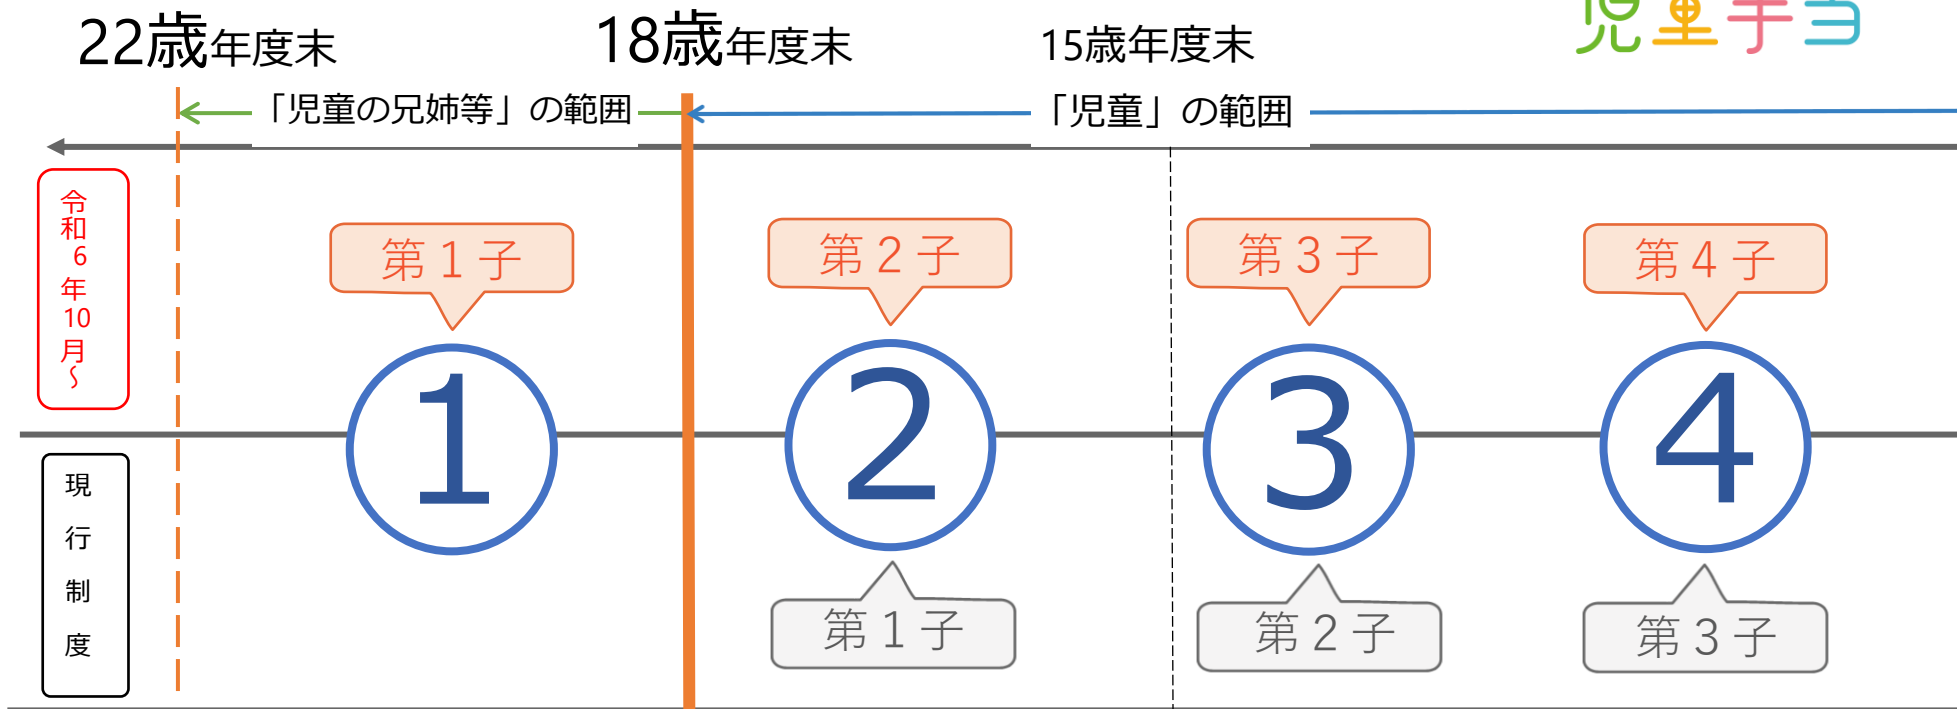 児童手当
22歳年度末
18歳年度末
15歳年度末
「児童の兄姉等」の範囲
「児童」の範囲
令和6年10月～
第1子
第2子
第3子
第4子
1
2
3
4
現行制度
第1子
第2子
第3子